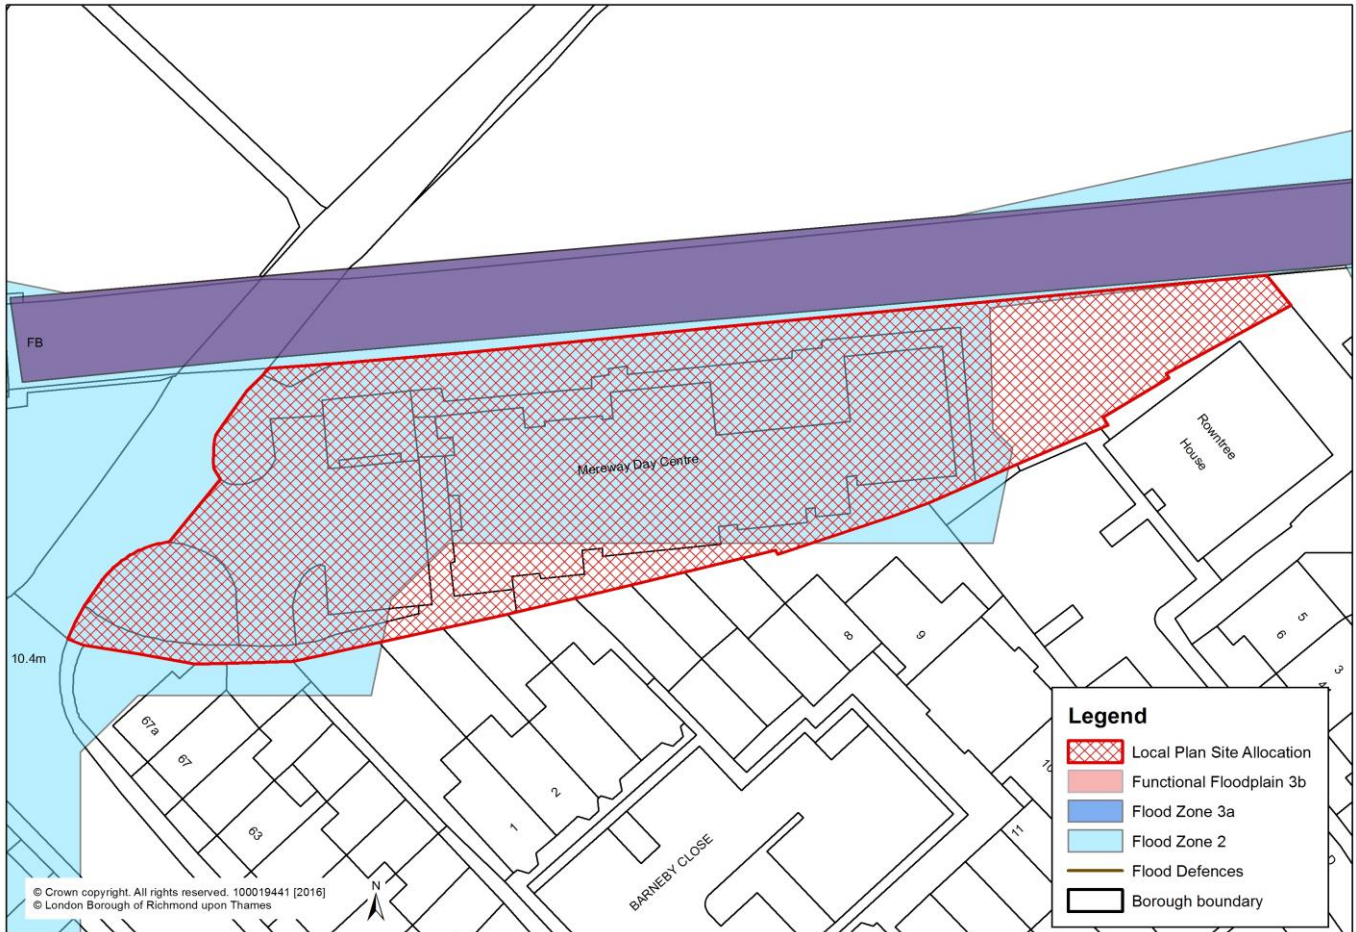 FB
Mereway Day Centre
Rowntree
House
10.4m
67a
67
63
1
2
8
9
5
6
3
11
BARNEBY CLOSE
N
Legend
Local Plan Site Allocation
Functional Floodplain 3b
Flood Zone 3a
Flood Zone 2
Flood Defences
Borough boundary
© Crown copyright. All rights reserved. 100019441 [2016]
© London Borough of Richmond upon Thames